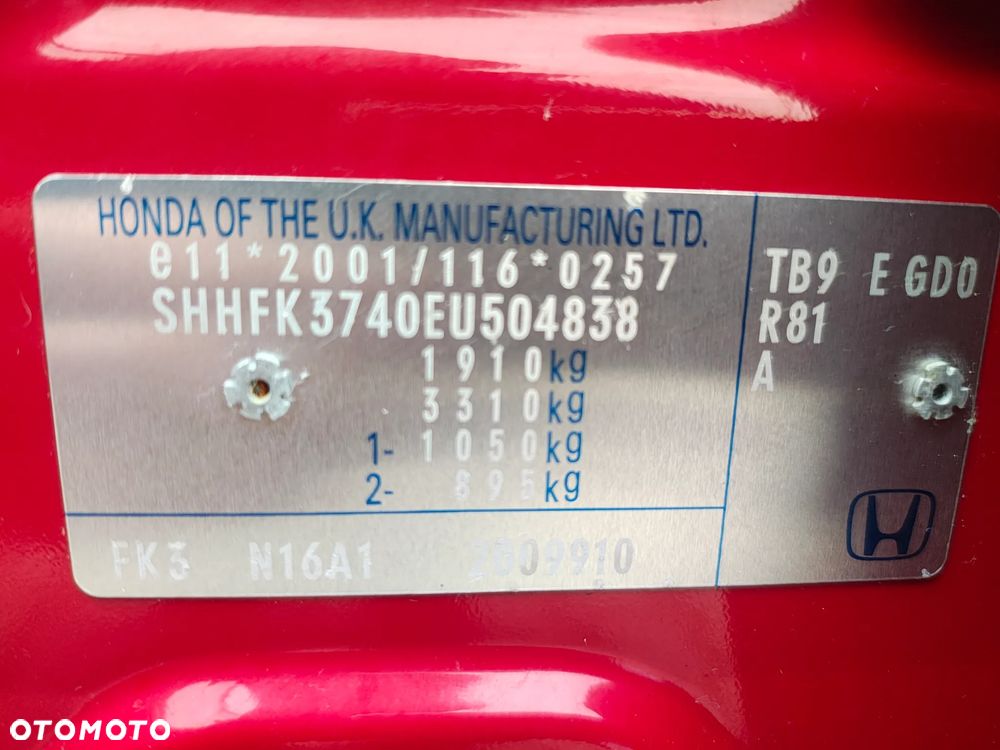 HONDA OF THE U.K. MANUFACTURING LTD.
e11*2001/116*0257
SHHFK3740EU504838
1910kg
3310kg
1- 1050kg
2- 895kg
FK3 N16A1 2009910
TB9 E GD0
R81
A
OTOMOTO